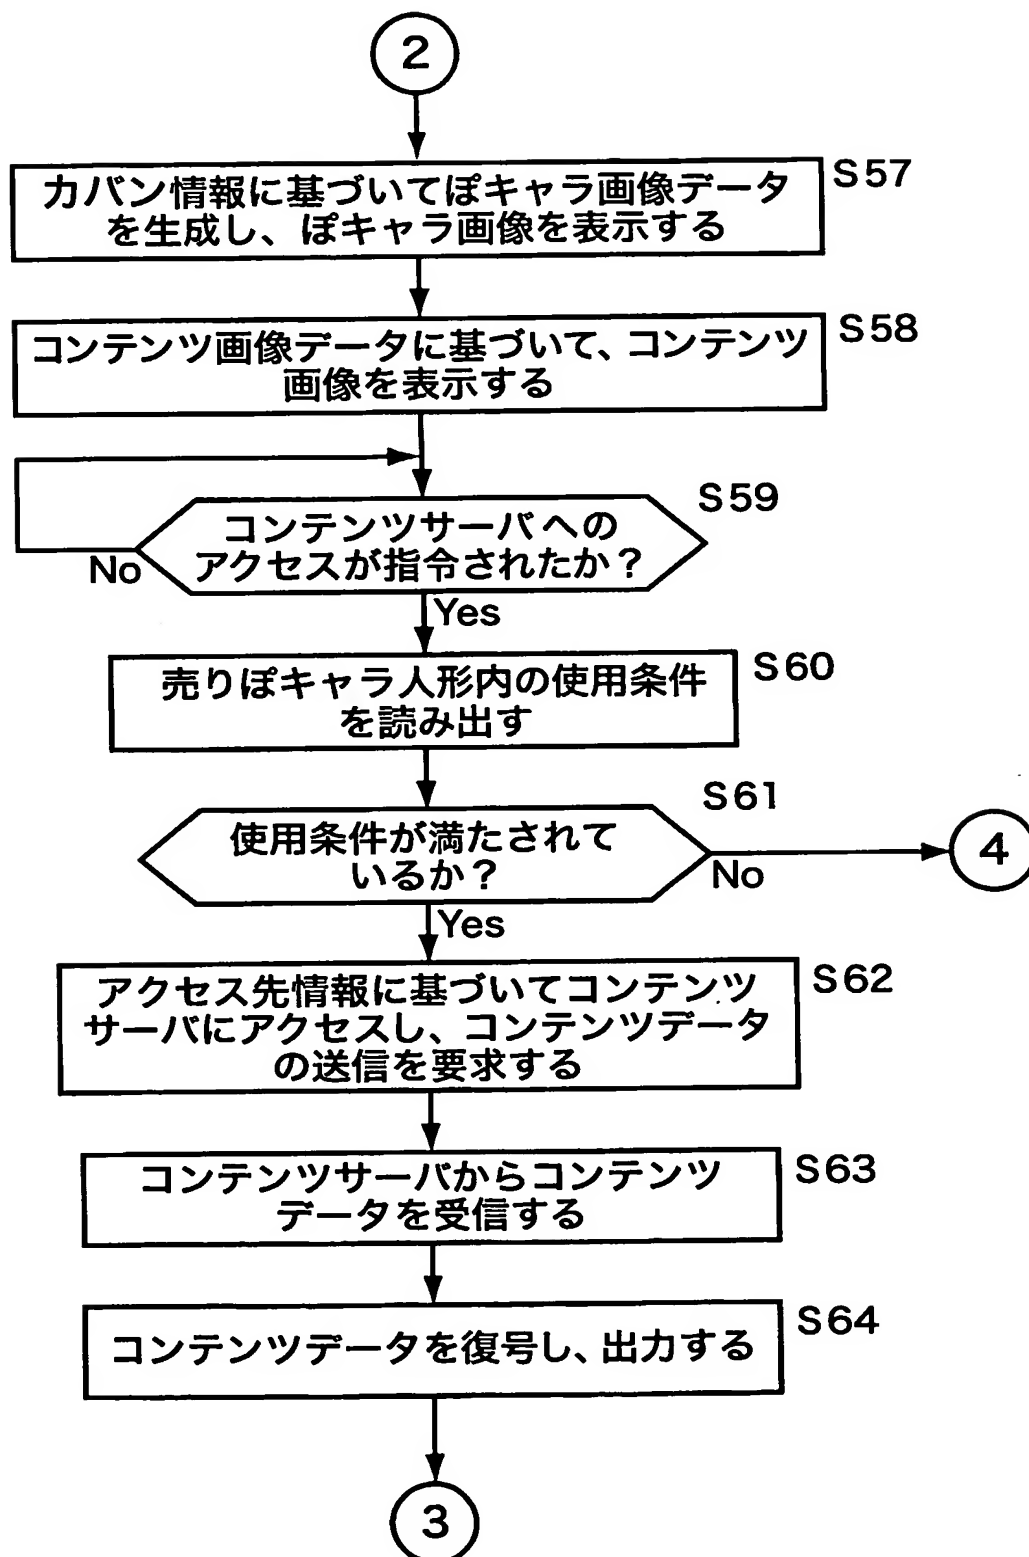 2
カバン情報に基づいてぽキャラ画像データ
を生成し、ぽキャラ画像を表示する
S57
コンテンツ画像データに基づいて、コンテンツ
画像を表示する
S58
コンテンツサーバへの
アクセスが指令されたか？
S59
No
Yes
売りぽキャラ人形内の使用条件
を読み出す
S60
使用条件が満たされて
いるか？
S61
No
4
Yes
アクセス先情報に基づいてコンテンツ
サーバにアクセスし、コンテンツデータ
の送信を要求する
S62
コンテンツサーバからコンテンツ
データを受信する
S63
コンテンツデータを復号し、出力する
S64
3